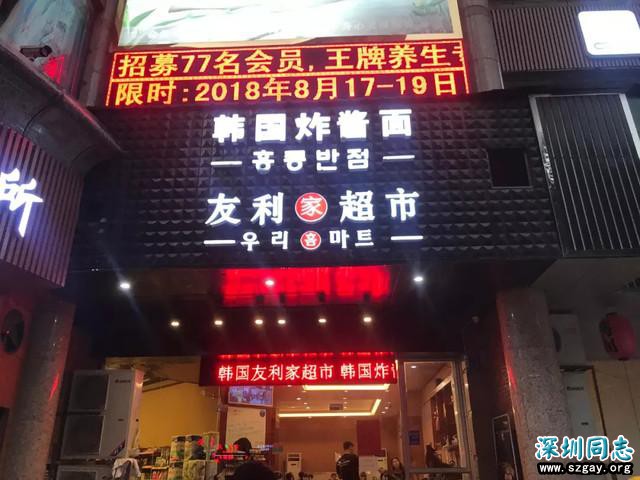 招募77名会员,王牌养生
限时:2018年8月17-19日
韩国炸酱面
홍콩반점
友利家超市
우리홈마트
所
韩国友利家超市 韩国炸
深圳同志
www.szgay.org